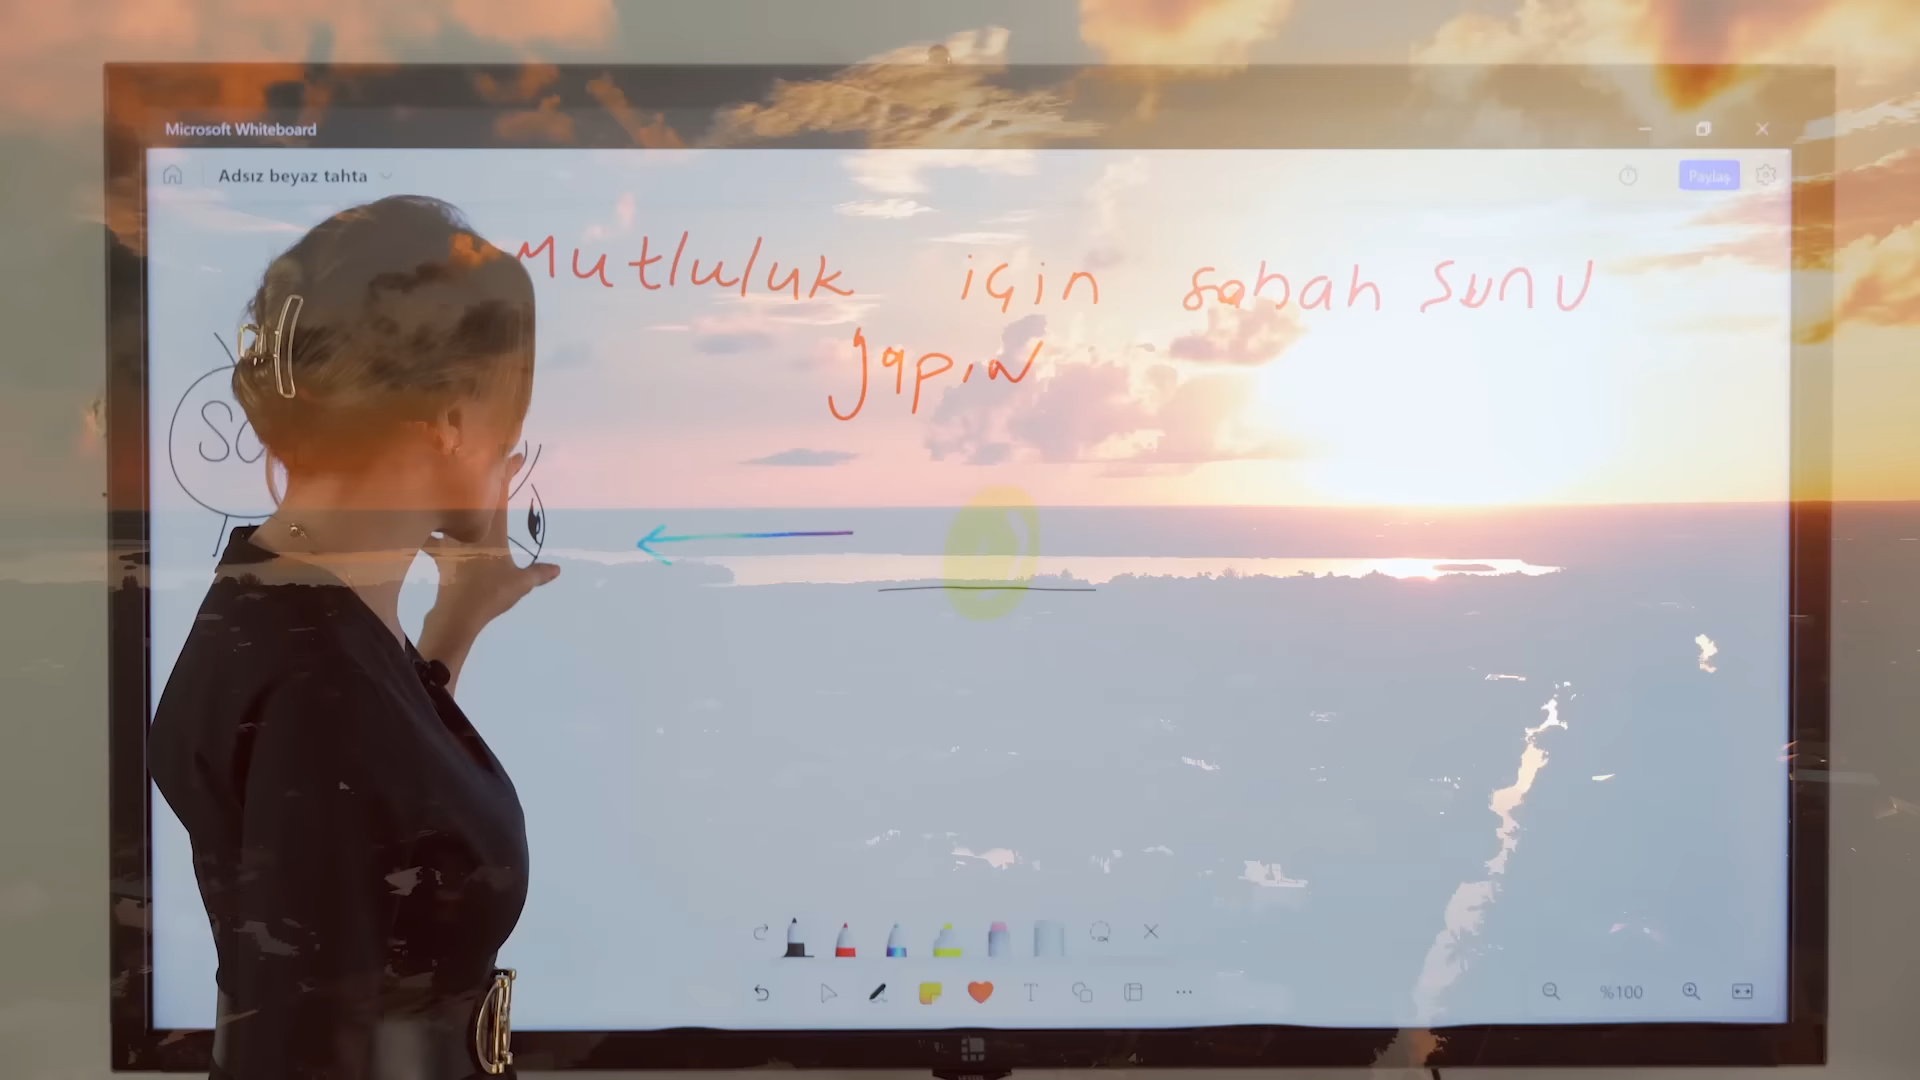 Microsoft Whiteboard
Adsız beyaz tahta
Paylaş
Mutluluk için sabah sunu
yapın
%100